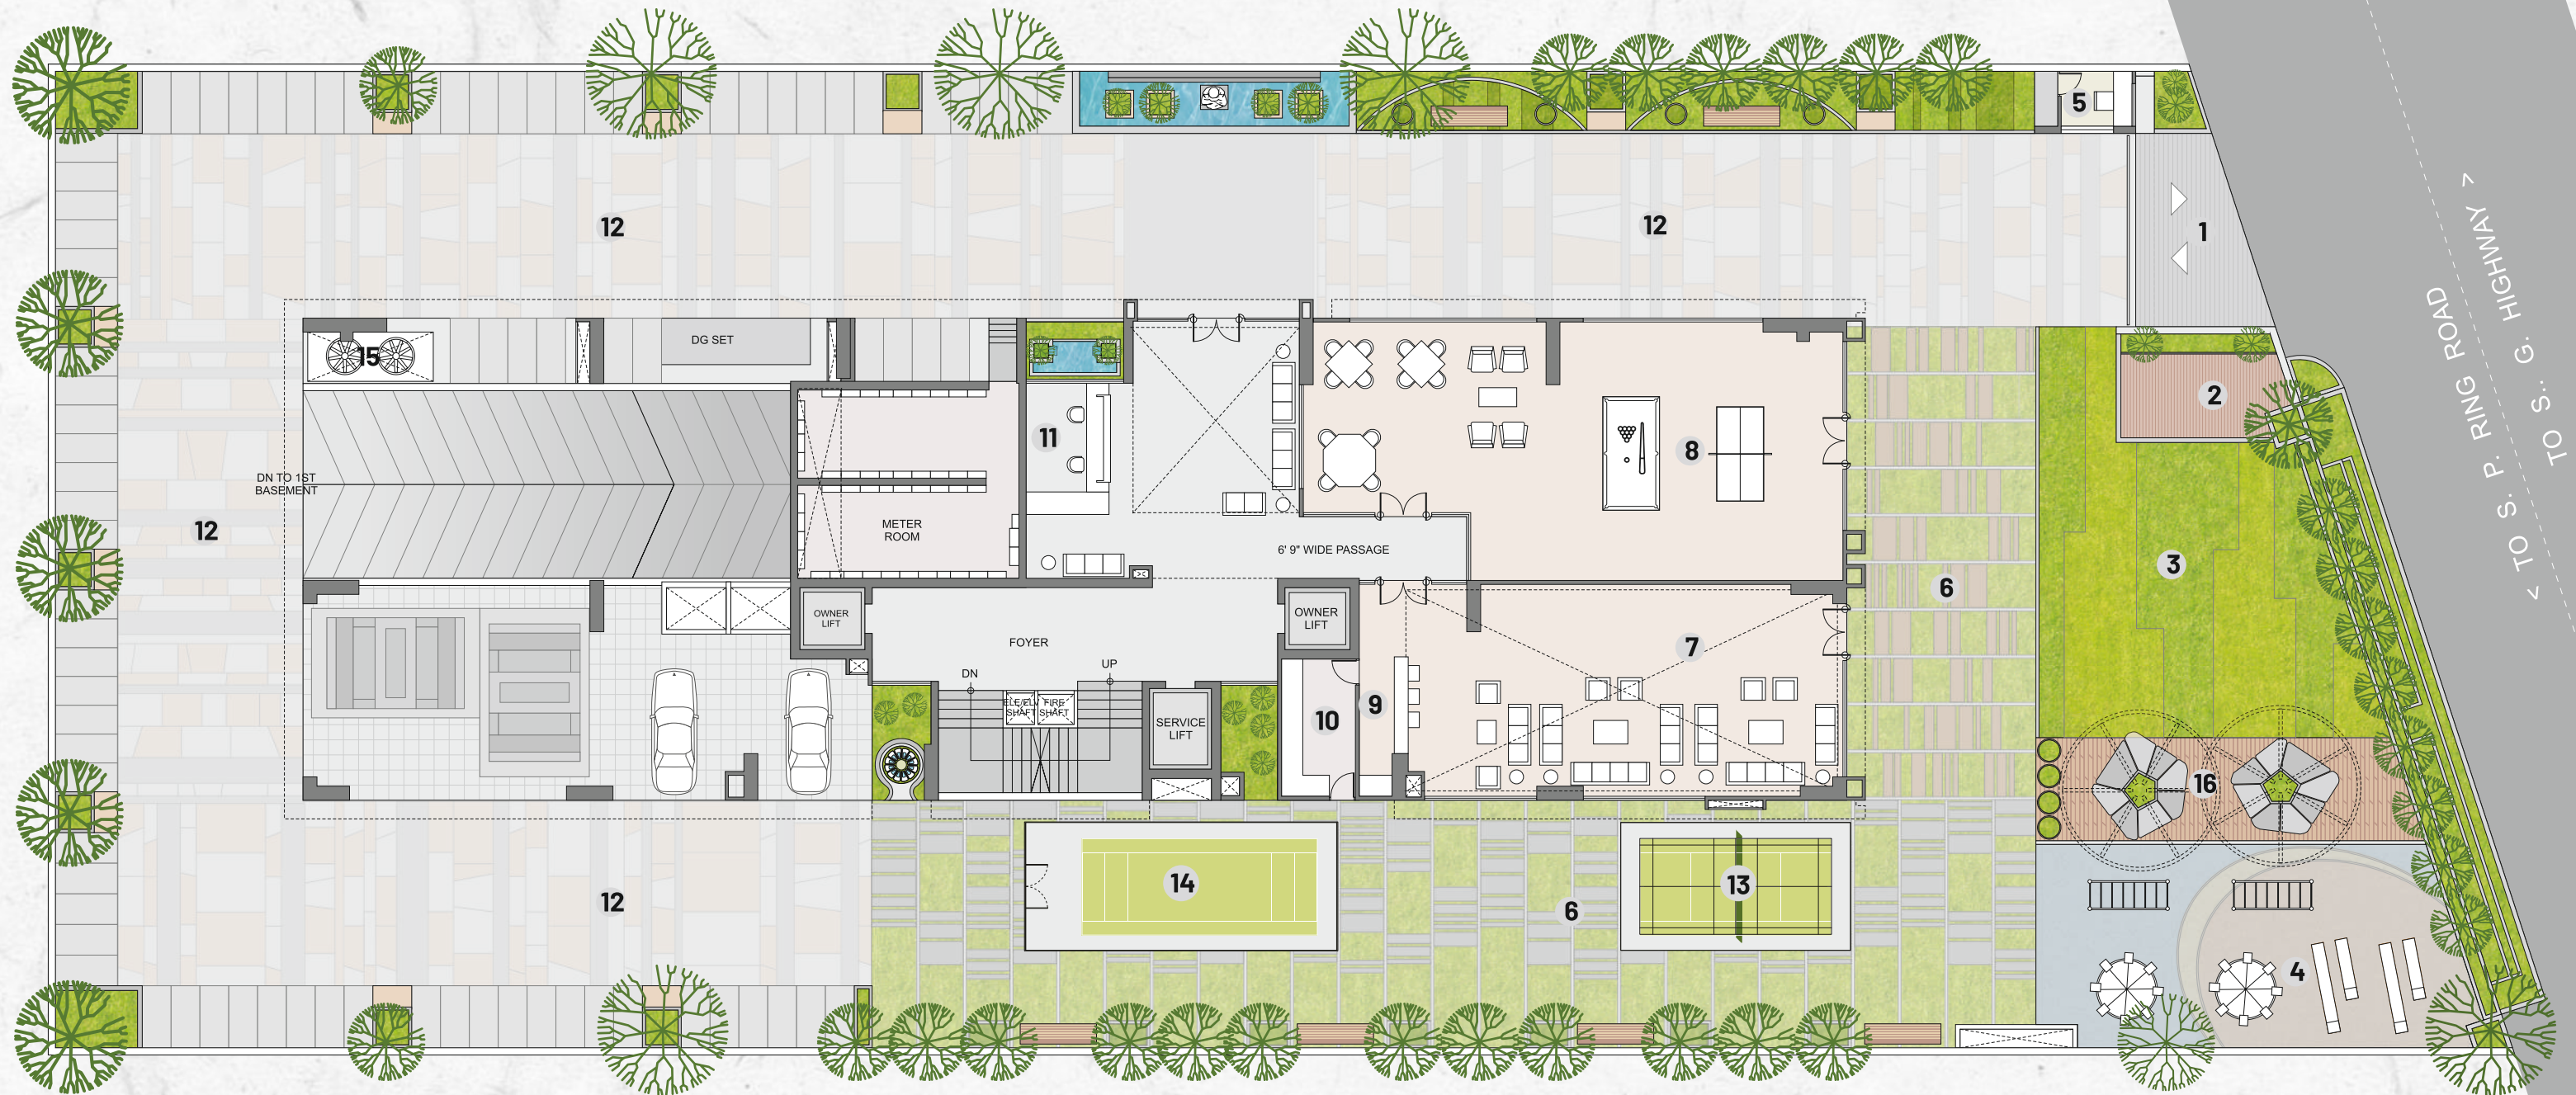 12
12
5
1
< TO S. P. RING ROAD
TO S.. G. HIGHWAY >
15
DG SET
2
11
8
DN TO 1ST
BASEMENT
12
METER
ROOM
6' 9" WIDE PASSAGE
3
6
OWNER
LIFT
FOYER
OWNER
LIFT
7
DN
UP
ELE/ELV
SHAFT
FIRE
SHAFT
SERVICE
LIFT
10
9
16
12
14
6
13
4